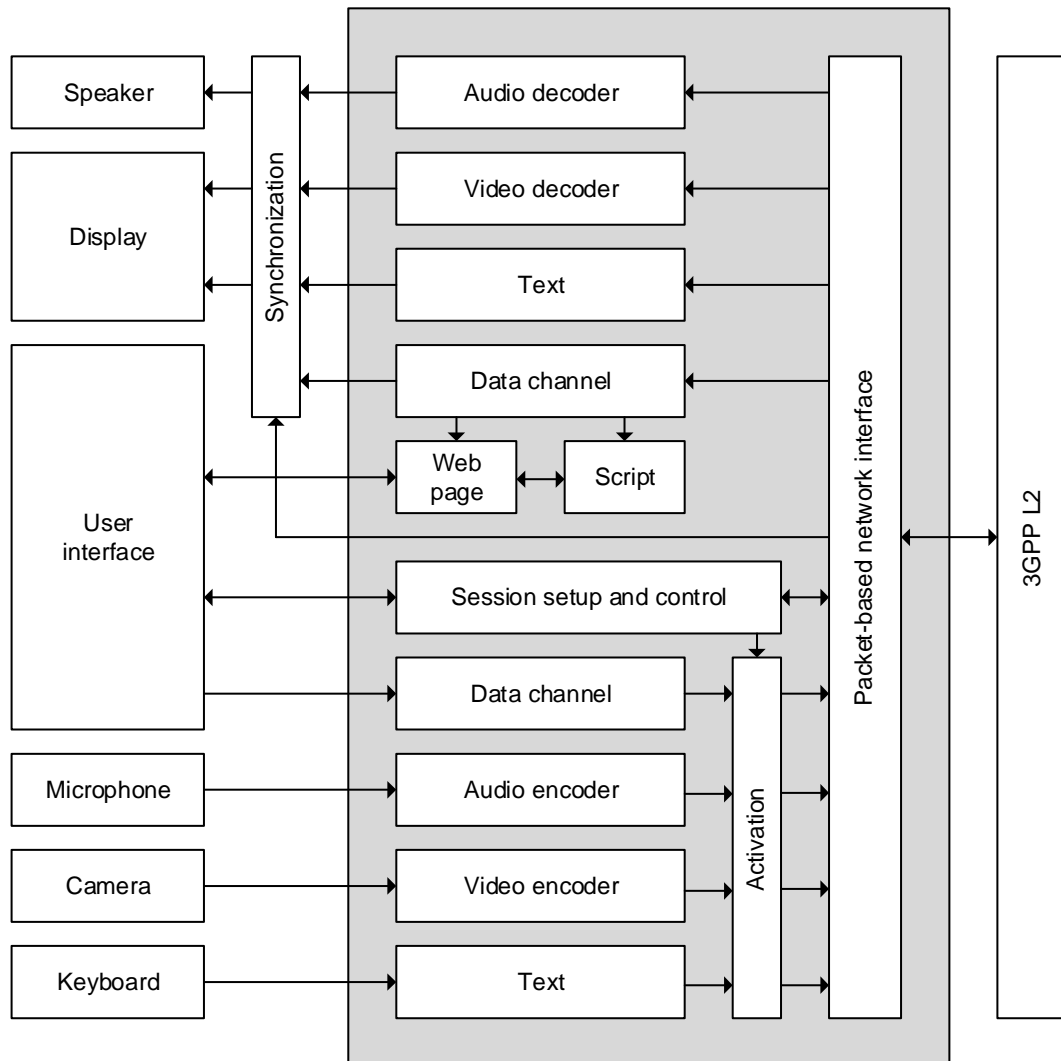 Speaker
Audio decoder
Video decoder
Display
Synchronization
Text
Data channel
Web
page
Script
User
interface
Packet-based network interface
3GPP L2
Session setup and control
Data channel
Microphone
Audio encoder
Activation
Camera
Video encoder
Keyboard
Text